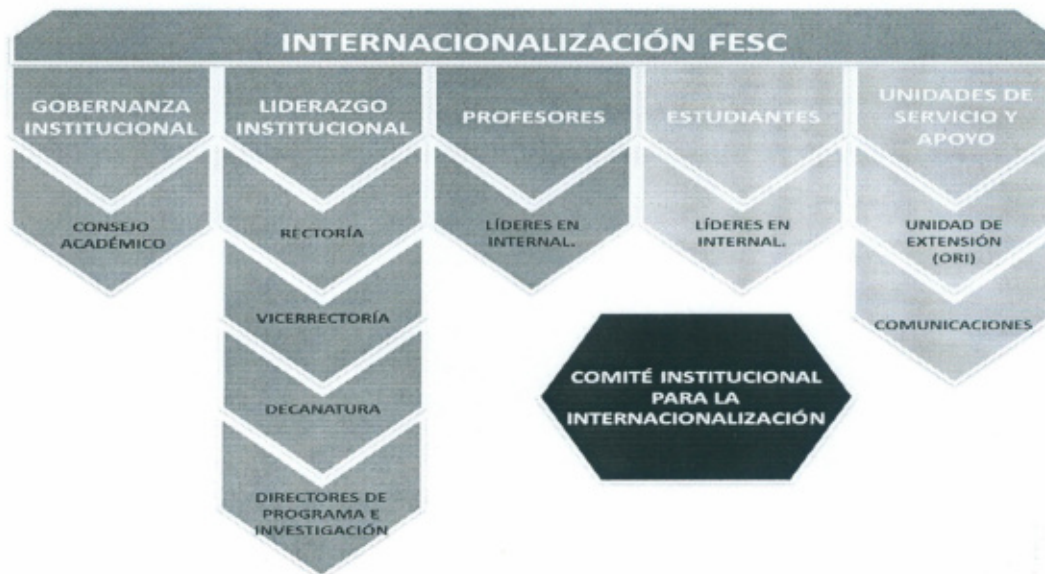 INTERNACIONALIZACIÓN FESC
GOBERNANZA
INSTITUCIONAL
CONSEJO
ACADÉMICO
LIDERAZGO
INSTITUCIONAL
RECTORÍA
VICERRECTORÍA
DECANATURA
DIRECTORES DE
PROGRAMA E
INVESTIGACIÓN
PROFESORES
LÍDERES EN
INTERNAL.
ESTUDIANTES
LÍDERES EN
INTERNAL.
UNIDADES DE
SERVICIO Y
APOYO
UNIDAD DE
EXTENSIÓN
(ORI)
COMUNICACIONES
COMITÉ INSTITUCIONAL
PARA LA
INTERNACIONALIZACIÓN